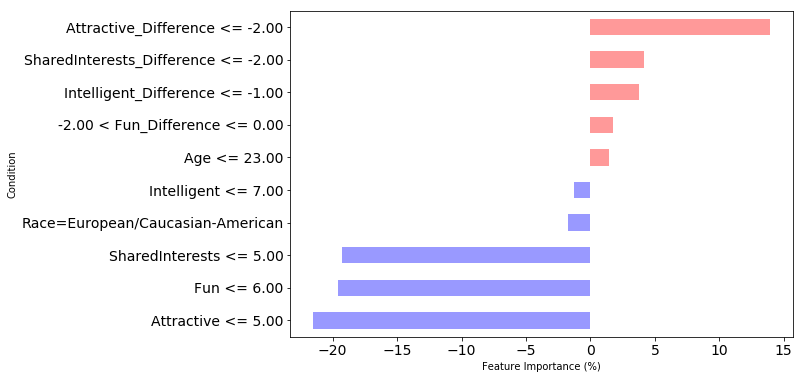 Attractive_Difference <= -2.00
SharedInterests_Difference <= -2.00
Intelligent_Difference <= -1.00
-2.00 < Fun_Difference <= 0.00
Age <= 23.00
Intelligent <= 7.00
Race=European/Caucasian-American
SharedInterests <= 5.00
Fun <= 6.00
Attractive <= 5.00
Condition
−20 −15 −10 −5 0 5 10 15
Feature Importance (%)